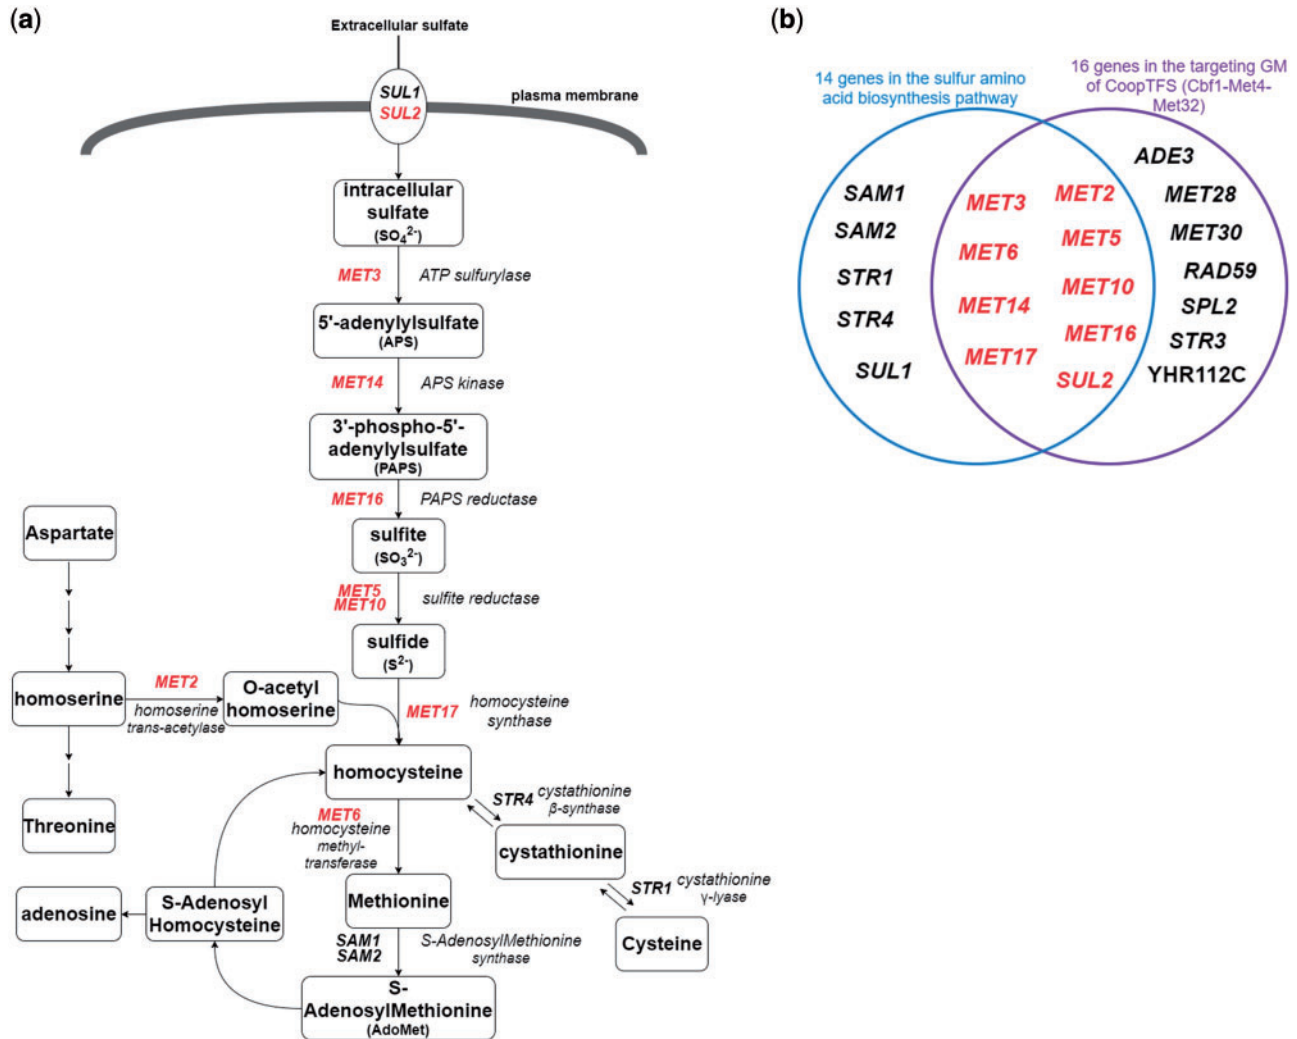 (a)
Extracellular sulfate
SUL1
SUL2
plasma membrane
intracellular
sulfate
(SO₄²⁻)
MET3
ATP sulfurylase
5'-adenylylsulfate
(APS)
MET14
APS kinase
3'-phospho-5'-
adenylylsulfate
(PAPS)
MET16
PAPS reductase
Aspartate
sulfite
(SO₃²⁻)
MET5
MET10
sulfite reductase
sulfide
(S²⁻)
homoserine
MET2
homoserine
trans-acetylase
O-acetyl
homoserine
MET17
homocysteine
synthase
homocysteine
Threonine
MET6
homocysteine
methyl-
transferase
STR4
cystathionine
β-synthase
cystathionine
STR1
cystathionine
γ-lyase
Cysteine
Methionine
adenosine
S-Adenosyl
Homocysteine
SAM1
SAM2
S-AdenosylMethionine
synthase
S-
AdenosylMethionine
(AdoMet)
(b)
14 genes in the sulfur amino
acid biosynthesis pathway
16 genes in the targeting GM
of CoopTFS (Cbf1-Met4-
Met32)
SAM1
SAM2
STR1
STR4
SUL1
MET3
MET6
MET14
MET17
MET2
MET5
MET10
MET16
SUL2
ADE3
MET28
MET30
RAD59
SPL2
STR3
YHR112C